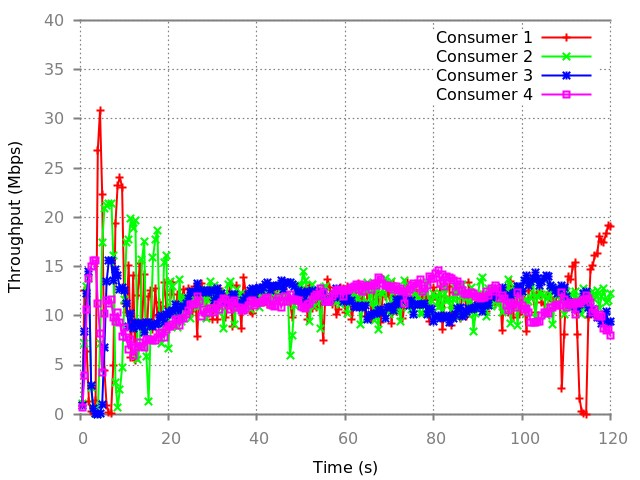 40
35
30
25
20
15
10
5
0
0 20 40 60 80 100 120
Throughput (Mbps)
Time (s)
Consumer 1
Consumer 2
Consumer 3
Consumer 4